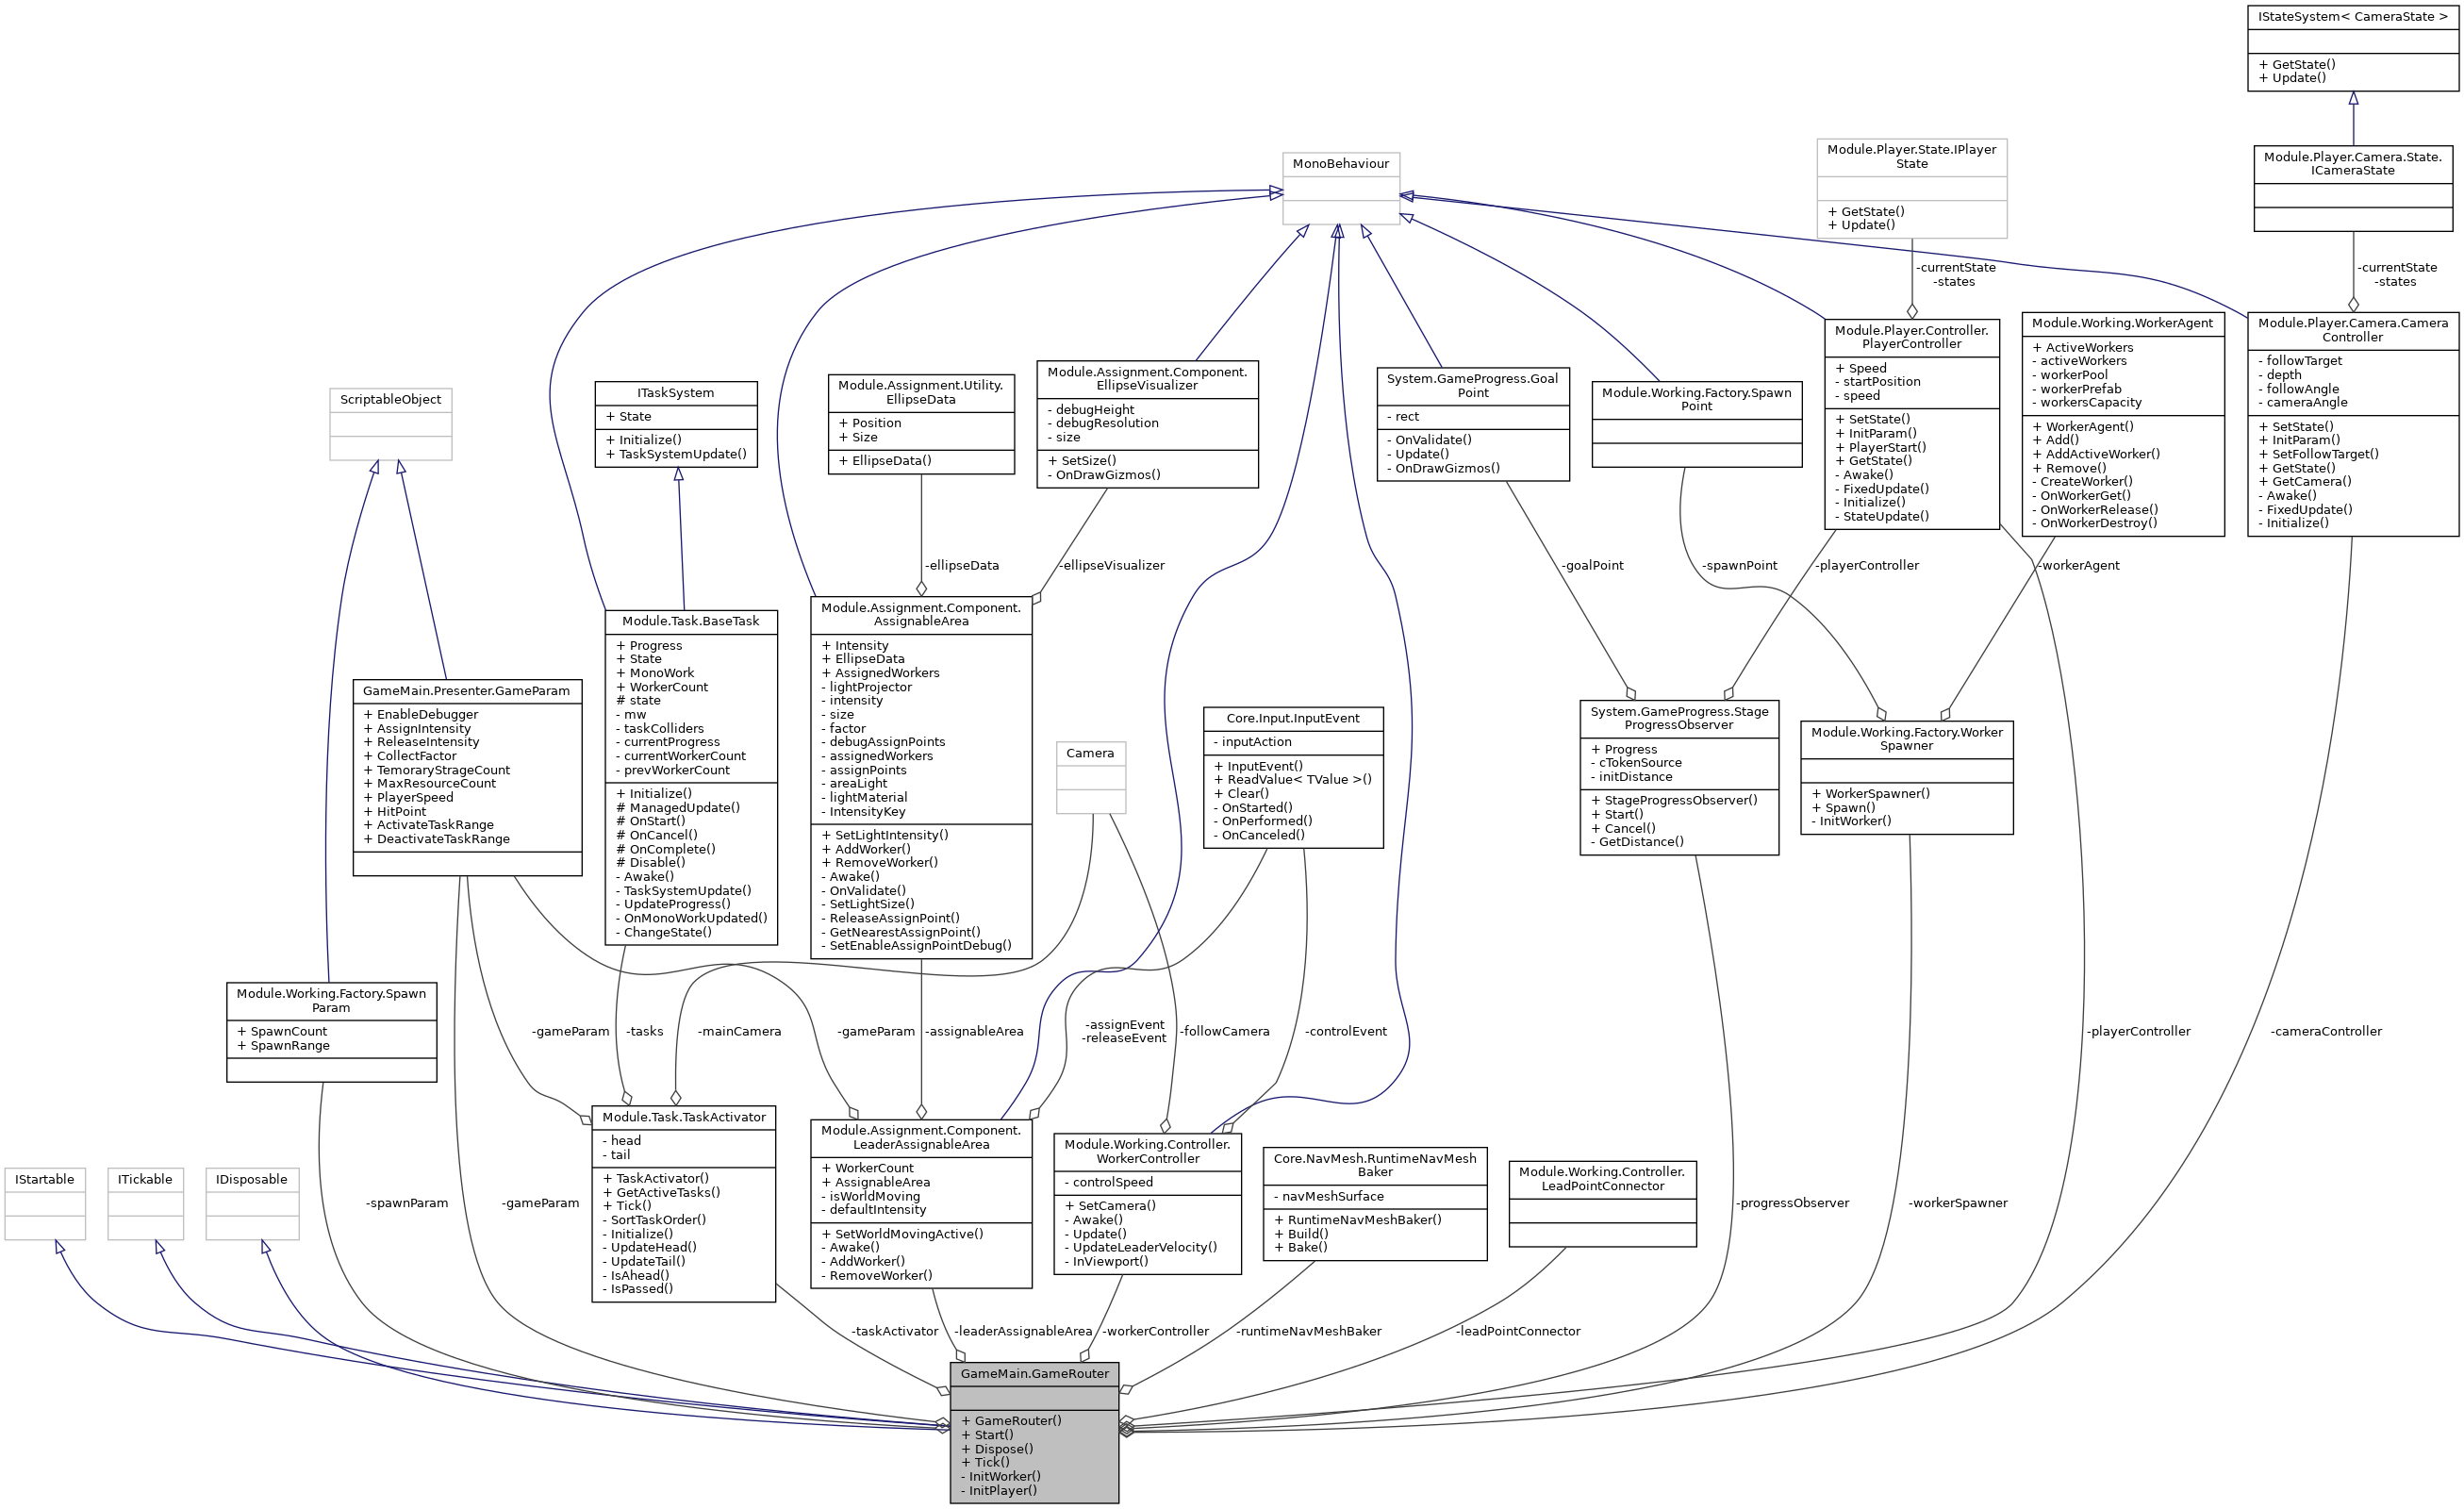 IStateSystem< CameraState >
+ GetState()
+ Update()
MonoBehaviour
Module.Player.State.IPlayer
State
+ GetState()
+ Update()
Module.Player.Camera.State.
ICameraState
-currentState
-states
-currentState
-states
ScriptableObject
ITaskSystem
+ State
+ Initialize()
+ TaskSystemUpdate()
Module.Assignment.Utility.
EllipseData
+ Position
+ Size
+ EllipseData()
Module.Assignment.Component.
EllipseVisualizer
- debugHeight
- debugResolution
- size
+ SetSize()
- OnDrawGizmos()
System.GameProgress.Goal
Point
- rect
- OnValidate()
- Update()
- OnDrawGizmos()
Module.Working.Factory.Spawn
Point
Module.Player.Controller.
PlayerController
+ Speed
- startPosition
- speed
+ SetState()
+ InitParam()
+ PlayerStart()
+ GetState()
- Awake()
- FixedUpdate()
- Initialize()
- StateUpdate()
Module.Working.WorkerAgent
+ ActiveWorkers
- activeWorkers
- workerPool
- workerPrefab
- workersCapacity
+ WorkerAgent()
+ Add()
+ AddActiveWorker()
+ Remove()
- CreateWorker()
- OnWorkerGet()
- OnWorkerRelease()
- OnWorkerDestroy()
Module.Player.Camera.Camera
Controller
- followTarget
- depth
- followAngle
- cameraAngle
+ SetState()
+ InitParam()
+ SetFollowTarget()
+ GetState()
+ GetCamera()
- Awake()
- FixedUpdate()
- Initialize()
-ellipseData
-ellipseVisualizer
-goalPoint
-spawnPoint
-playerController
-workerAgent
GameMain.Presenter.GameParam
+ EnableDebugger
+ AssignIntensity
+ ReleaseIntensity
+ CollectFactor
+ TemoraryStrageCount
+ MaxResourceCount
+ PlayerSpeed
+ HitPoint
+ ActivateTaskRange
+ DeactivateTaskRange
Module.Task.BaseTask
+ Progress
+ State
+ MonoWork
+ WorkerCount
# state
- mw
- taskColliders
- currentProgress
- currentWorkerCount
- prevWorkerCount
+ Initialize()
# ManagedUpdate()
# OnStart()
# OnCancel()
# OnComplete()
# Disable()
- Awake()
- TaskSystemUpdate()
- UpdateProgress()
- OnMonoWorkUpdated()
- ChangeState()
Module.Assignment.Component.
AssignableArea
+ Intensity
+ EllipseData
+ AssignedWorkers
- lightProjector
- intensity
- size
- factor
- debugAssignPoints
- assignedWorkers
- assignPoints
- areaLight
- lightMaterial
- IntensityKey
+ SetLightIntensity()
+ AddWorker()
+ RemoveWorker()
- Awake()
- OnValidate()
- SetLightSize()
- ReleaseAssignPoint()
- GetNearestAssignPoint()
- SetEnableAssignPointDebug()
Camera
Core.Input.InputEvent
- inputAction
+ InputEvent()
+ ReadValue< TValue >()
+ Clear()
- OnStarted()
- OnPerformed()
- OnCanceled()
System.GameProgress.Stage
ProgressObserver
+ Progress
- cTokenSource
- initDistance
+ StageProgressObserver()
+ Start()
+ Cancel()
- GetDistance()
Module.Working.Factory.Worker
Spawner
+ WorkerSpawner()
+ Spawn()
- InitWorker()
Module.Working.Factory.Spawn
Param
+ SpawnCount
+ SpawnRange
-gameParam
-tasks
-mainCamera
-gameParam
-assignableArea
-assignEvent
-releaseEvent
-followCamera
-controlEvent
-playerController
-cameraController
IStartable
ITickable
IDisposable
-spawnParam
-gameParam
Module.Task.TaskActivator
- head
- tail
+ TaskActivator()
+ GetActiveTasks()
+ Tick()
- SortTaskOrder()
- Initialize()
- UpdateHead()
- UpdateTail()
- IsAhead()
- IsPassed()
Module.Assignment.Component.
LeaderAssignableArea
+ WorkerCount
+ AssignableArea
- isWorldMoving
- defaultIntensity
+ SetWorldMovingActive()
- Awake()
- AddWorker()
- RemoveWorker()
Module.Working.Controller.
WorkerController
- controlSpeed
+ SetCamera()
- Awake()
- Update()
- UpdateLeaderVelocity()
- InViewport()
Core.NavMesh.RuntimeNavMesh
Baker
- navMeshSurface
+ RuntimeNavMeshBaker()
+ Build()
+ Bake()
Module.Working.Controller.
LeadPointConnector
-progressObserver
-workerSpawner
-taskActivator
-leaderAssignableArea
-workerController
-runtimeNavMeshBaker
-leadPointConnector
GameMain.GameRouter
+ GameRouter()
+ Start()
+ Dispose()
+ Tick()
- InitWorker()
- InitPlayer()